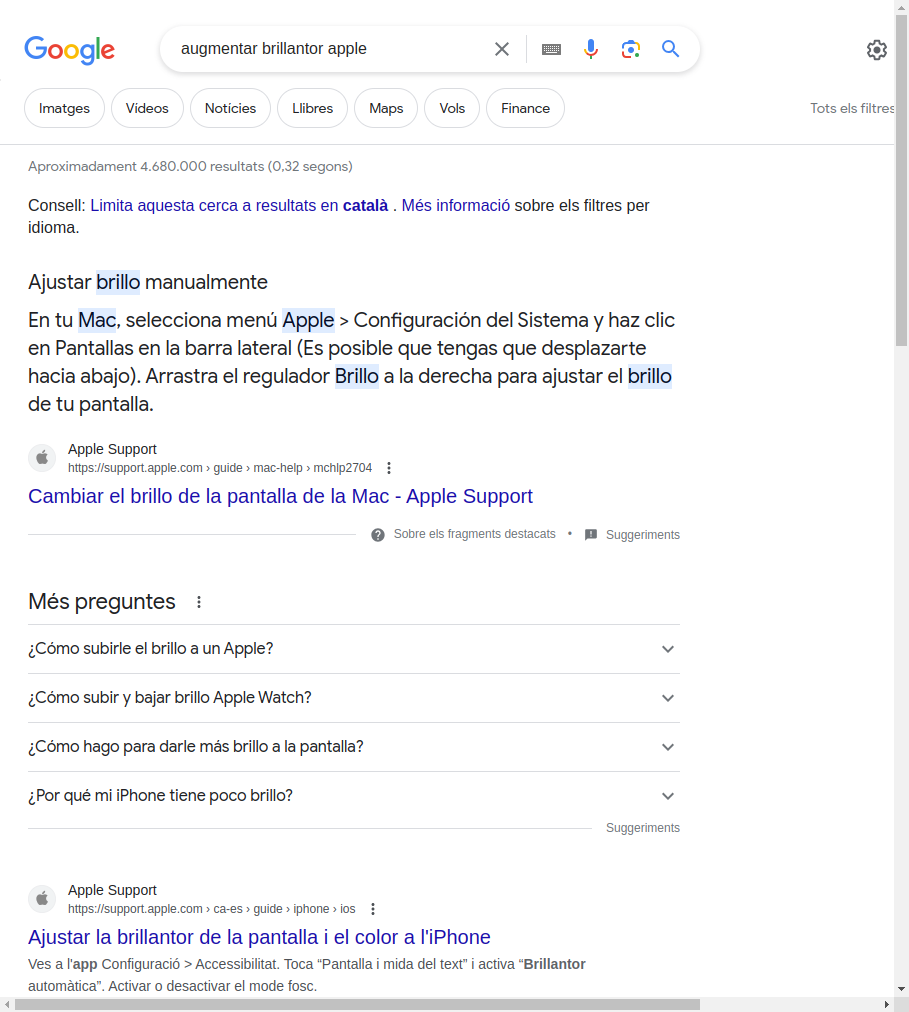 Google
augmentar brillantor apple
Imatges
Vídeos
Notícies
Llibres
Maps
Vols
Finance
Tots els filtres
Aproximadament 4.680.000 resultats (0,32 segons)
Consell: Limita aquesta cerca a resultats en català . Més informació sobre els filtres per
idioma.
Ajustar brillo manualmente
En tu Mac, selecciona menú Apple > Configuración del Sistema y haz clic
en Pantallas en la barra lateral (Es posible que tengas que desplazarte
hacia abajo). Arrastra el regulador Brillo a la derecha para ajustar el brillo
de tu pantalla.
Apple Support
https://support.apple.com › guide › mac-help › mchlp2704
Cambiar el brillo de la pantalla de la Mac - Apple Support
Sobre els fragments destacats • Suggeriments
Més preguntes
¿Cómo subirle el brillo a un Apple?
¿Cómo subir y bajar brillo Apple Watch?
¿Cómo hago para darle más brillo a la pantalla?
¿Por qué mi iPhone tiene poco brillo?
Suggeriments
Apple Support
https://support.apple.com › ca-es › guide › iphone › ios
Ajustar la brillantor de la pantalla i el color a l'iPhone
Ves a l'app Configuració > Accessibilitat. Toca “Pantalla i mida del text” i activa “Brillantor
automàtica”. Activar o desactivar el mode fosc.